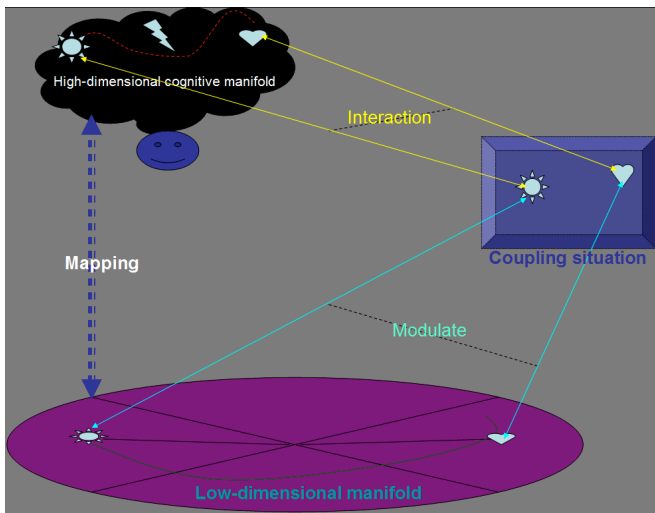 High-dimensional cognitive manifold
Interaction
Coupling situation
Mapping
Modulate
Low-dimensional manifold